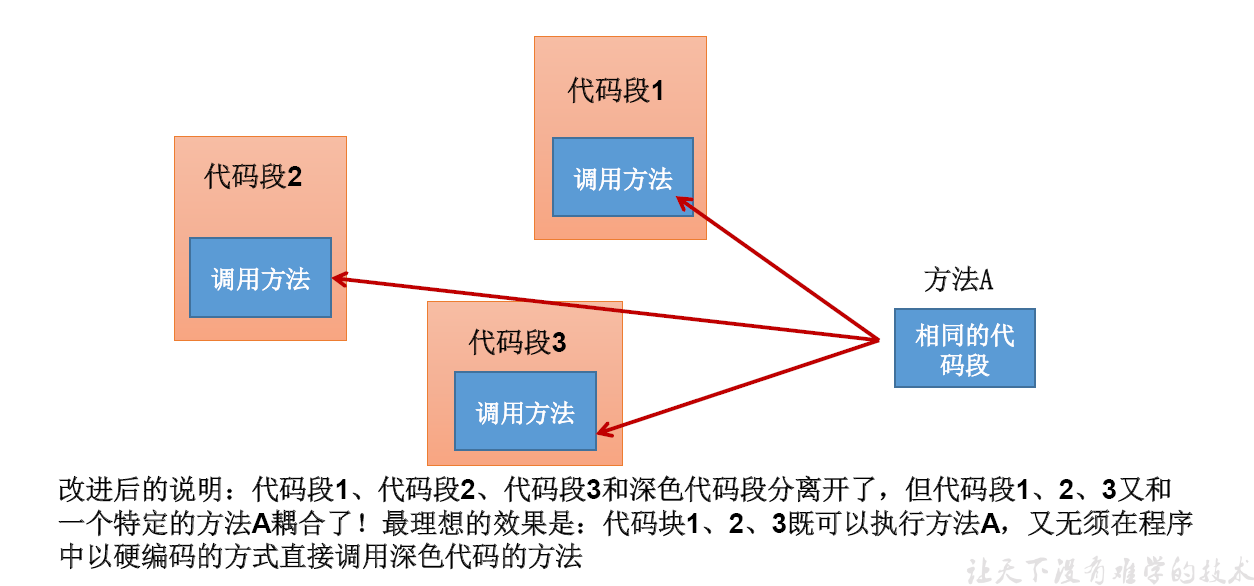 代码段1
调用方法
代码段2
调用方法
方法A
相同的代
码段
代码段3
调用方法
改进后的说明：代码段1、代码段2、代码段3和深色代码段分离开了，但代码段1、2、3又和
一个特定的方法A耦合了！最理想的效果是：代码块1、2、3既可以执行方法A，又无须在程序
中以硬编码的方式直接调用深色代码的方法
让天下没有难学的技术